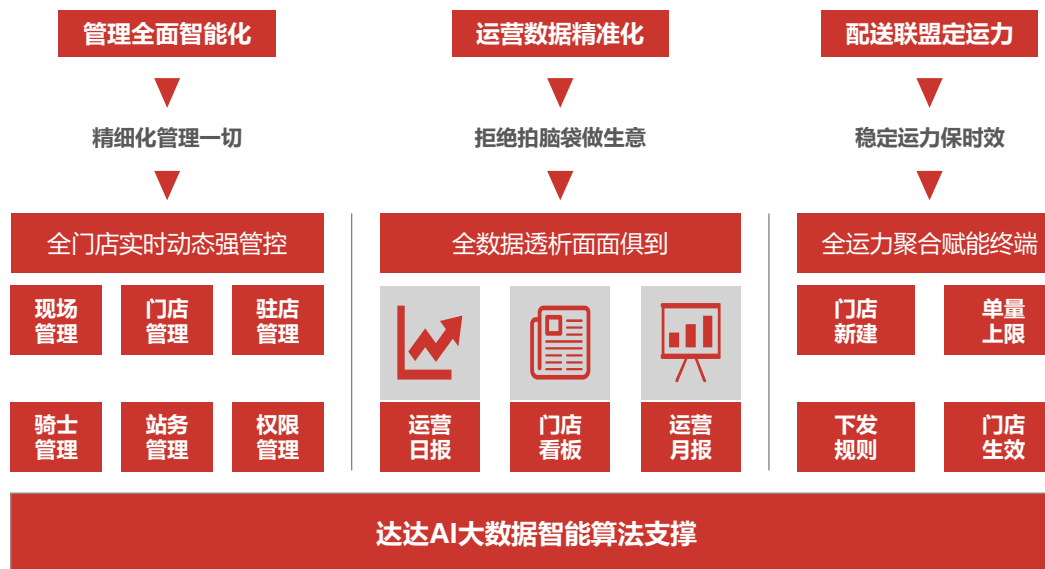 管理全面智能化
运营数据精准化
配送联盟定运力
精细化管理一切
拒绝拍脑袋做生意
稳定运力保时效
全门店实时动态强管控
全数据透析面面俱到
全运力聚合赋能终端
现场
管理
门店
管理
驻店
管理
门店
新建
单量
上限
骑士
管理
站务
管理
权限
管理
运营
日报
门店
看板
运营
月报
下发
规则
门店
生效
达达AI大数据智能算法支撑